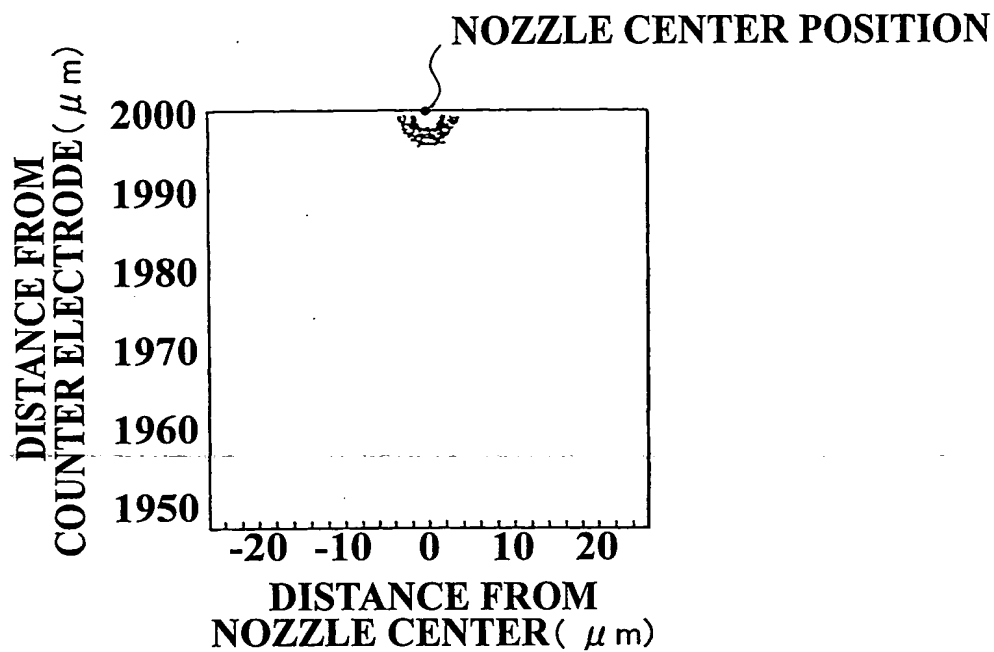 NOZZLE CENTER POSITION
DISTANCE FROM
COUNTER ELECTRODE(μm)
2000
1990
1980
1970
1960
1950
-20 -10 0 10 20
DISTANCE FROM
NOZZLE CENTER( μm)